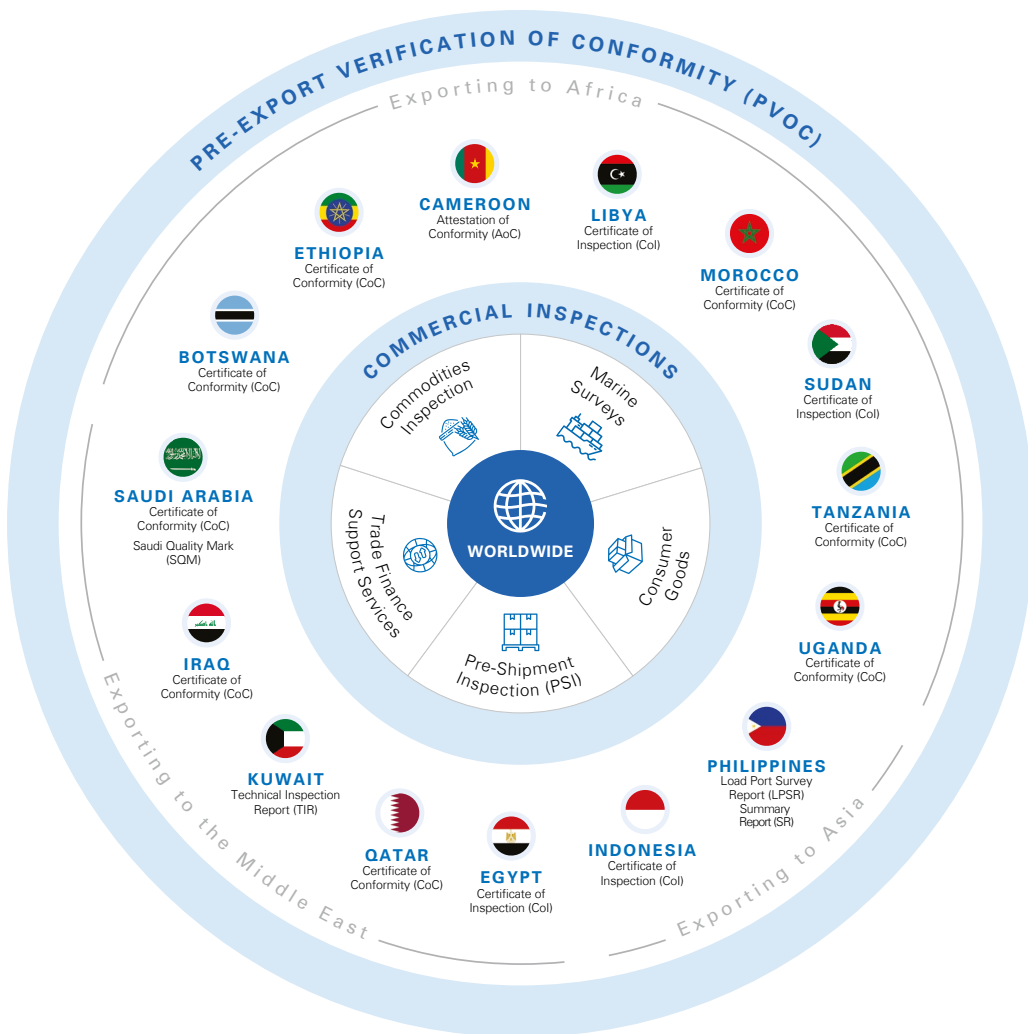 PRE-EXPORT VERIFICATION OF CONFORMITY (PVOC)
Exporting to Africa
CAMEROON
Attestation of
Conformity (AoC)
LIBYA
Certificate of
Inspection (CoI)
ETHIOPIA
Certificate of
Conformity (CoC)
MOROCCO
Certificate of
Conformity (CoC)
BOTSWANA
Certificate of
Conformity (CoC)
SUDAN
Certificate of
Inspection (CoI)
TANZANIA
Certificate of
Conformity (CoC)
UGANDA
Certificate of
Conformity (CoC)
COMMERCIAL INSPECTIONS
Commodities
Inspection
Marine
Surveys
Consumer
Goods
Pre-Shipment
Inspection (PSI)
Trade Finance
Support Services
WORLDWIDE
SAUDI ARABIA
Certificate of
Conformity (CoC)
Saudi Quality Mark
(SQM)
IRAQ
Certificate of
Conformity (CoC)
KUWAIT
Technical Inspection
Report (TIR)
QATAR
Certificate of
Conformity (CoC)
EGYPT
Certificate of
Inspection (CoI)
Exporting to the Middle East
INDONESIA
Certificate of
Inspection (CoI)
PHILIPPINES
Load Port Survey
Report (LPSR)
Summary
Report (SR)
Exporting to Asia